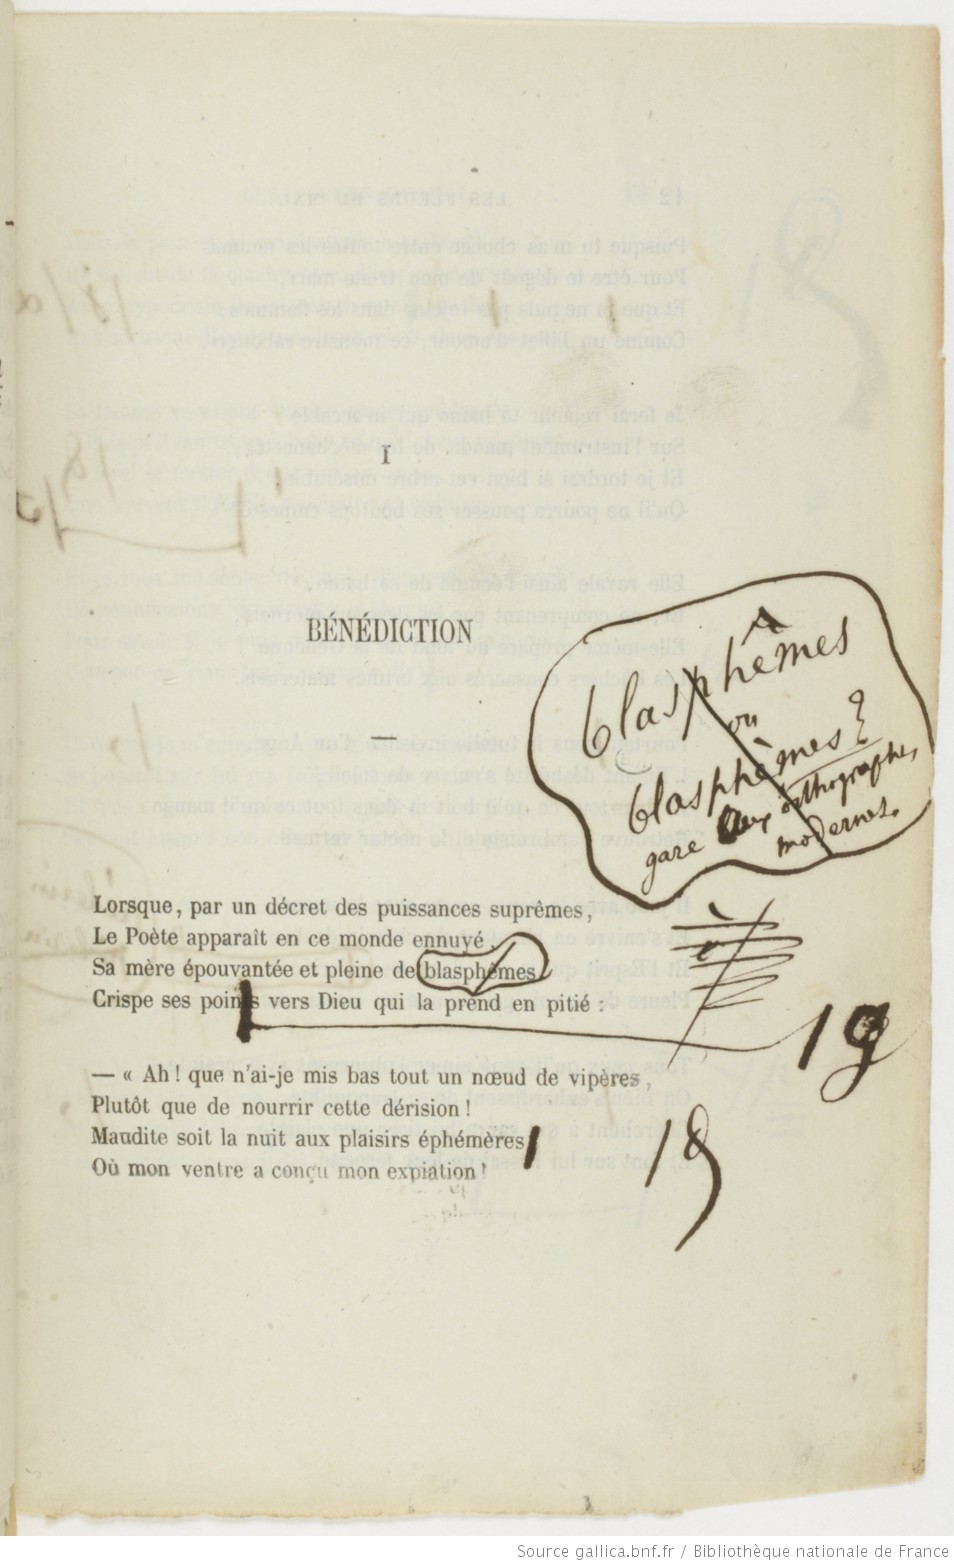 I
BÉNÉDICTION
blasphêmes
ou
blasphèmes?
gare aux orthographes
modernes.
Lorsque, par un décret des puissances suprêmes,
Le Poète apparaît en ce monde ennuyé,
Sa mère épouvantée et pleine de blasphèmes
Crispe ses poings vers Dieu qui la prend en pitié :
è
g
— « Ah ! que n'ai-je mis bas tout un nœud de vipères,
Plutôt que de nourrir cette dérision !
Maudite soit la nuit aux plaisirs éphémères
Où mon ventre a conçu mon expiation !
Source gallica.bnf.fr / Bibliothèque nationale de France